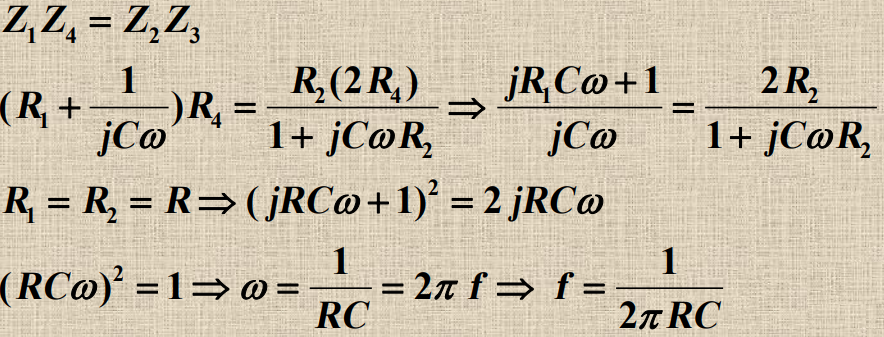 Z₁Z₄ = Z₂Z₃
(R₁ + 1/(jCω))R₄ = R₂(2R₄)/(1 + jCωR₂) ⇒ (jR₁Cω + 1)/(jCω) = 2R₂/(1 + jCωR₂)
R₁ = R₂ = R ⇒ (jRCω + 1)² = 2jRCω
(RCω)² = 1 ⇒ ω = 1/(RC) = 2π f ⇒ f = 1/(2πRC)